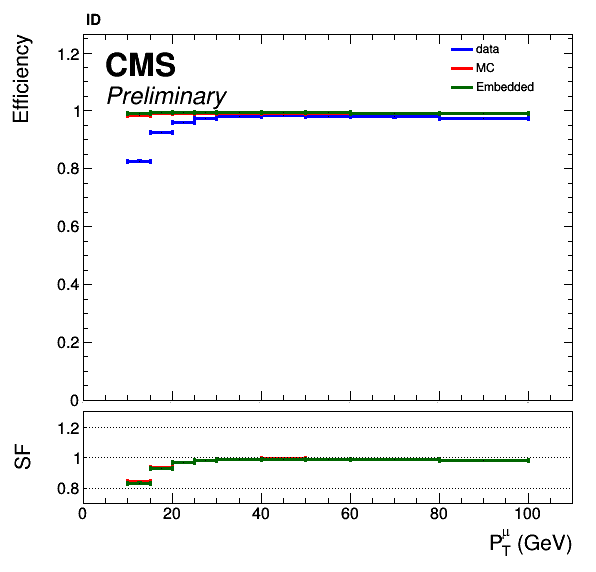 ID
Efficiency
CMS
Preliminary
data
MC
Embedded
1.2
1
0.8
0.6
0.4
0.2
0
SF
1.2
1
0.8
0 20 40 60 80 100
P_T^μ (GeV)